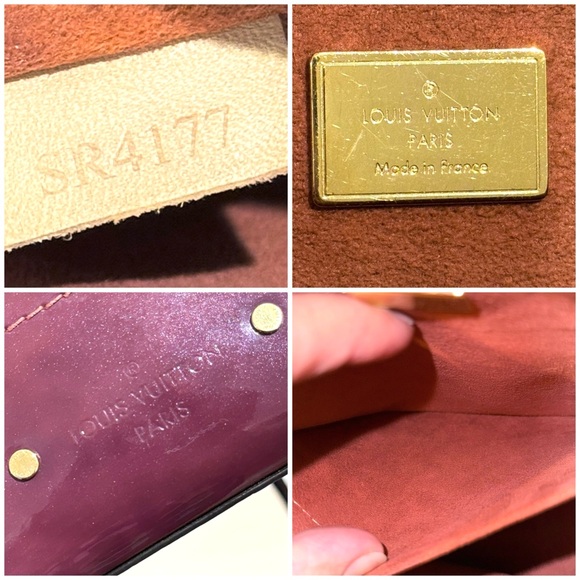 SR4177
®
LOUIS VUITTON
PARIS
Made in France
®
LOUIS VUITTON
PARIS